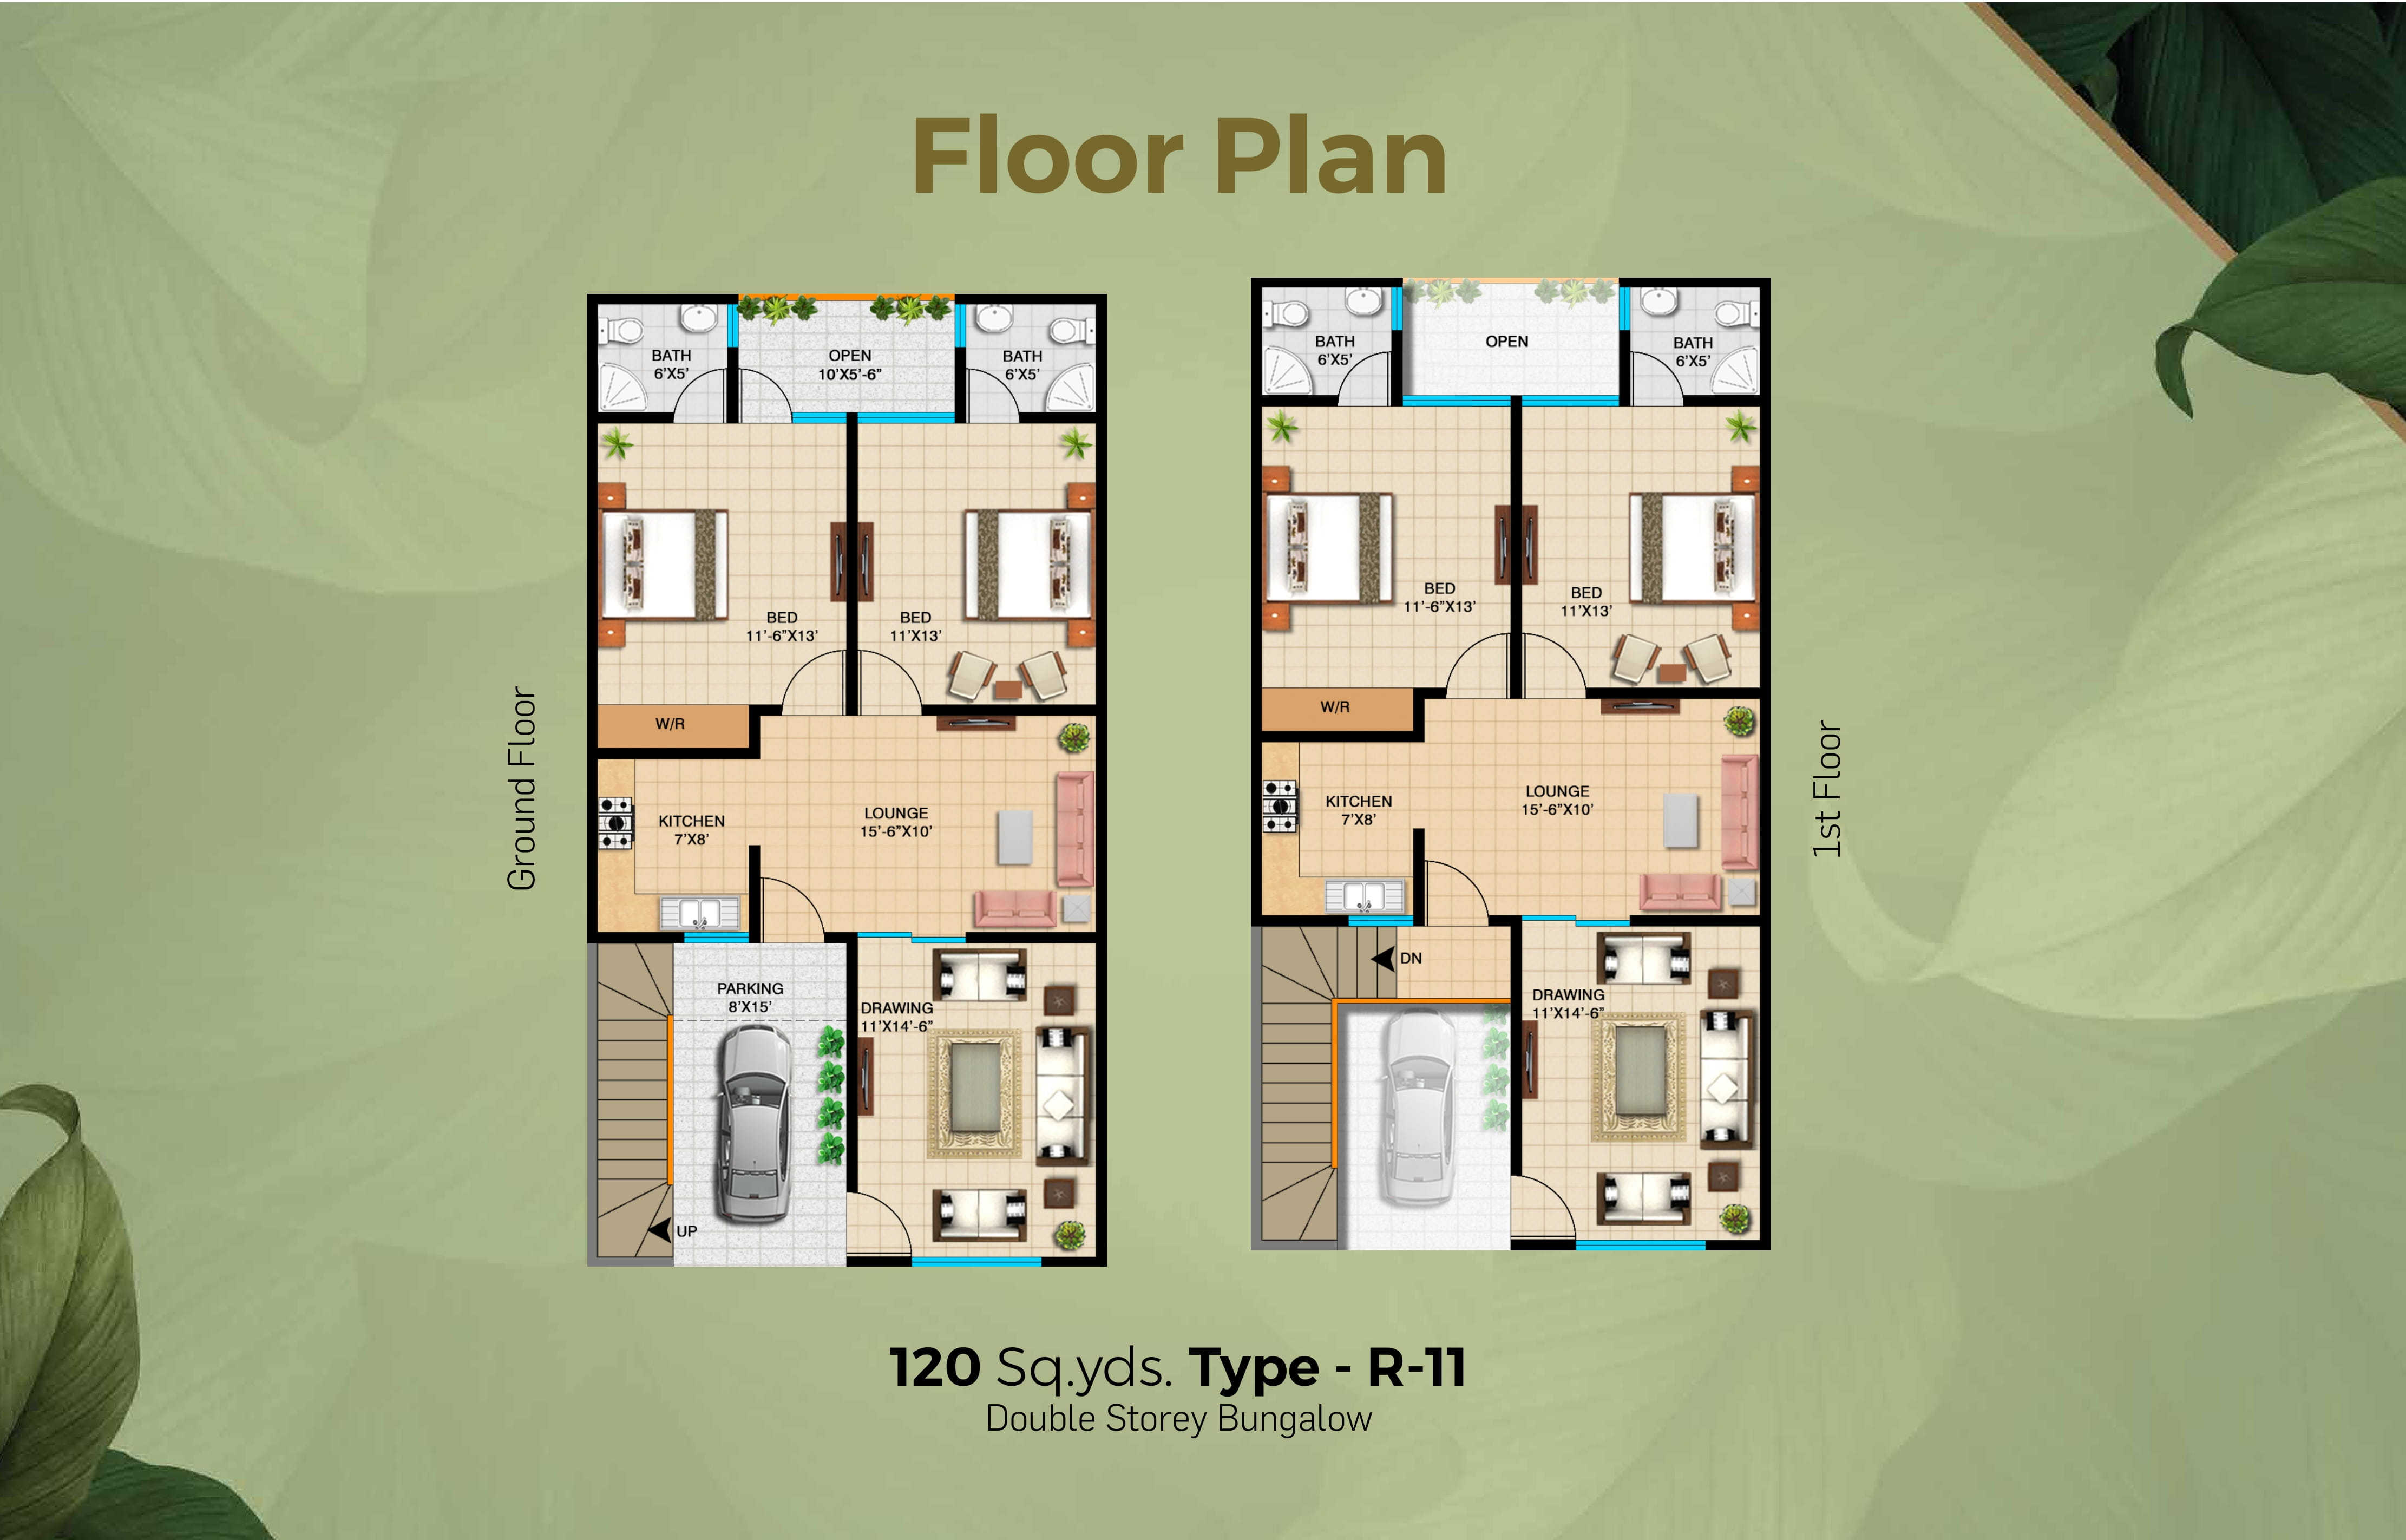 Floor Plan
Ground Floor
BATH
6'X5'
OPEN
10'X5'-6"
BATH
6'X5'
BED
11'-6"X13'
BED
11'X13'
W/R
KITCHEN
7'X8'
LOUNGE
15'-6"X10'
PARKING
8'X15'
DRAWING
11'X14'-6"
UP
1st Floor
BATH
6'X5'
OPEN
BATH
6'X5'
BED
11'-6"X13'
BED
11'X13'
W/R
KITCHEN
7'X8'
LOUNGE
15'-6"X10'
DN
DRAWING
11'X14'-6"
120 Sq.yds. Type - R-11
Double Storey Bungalow